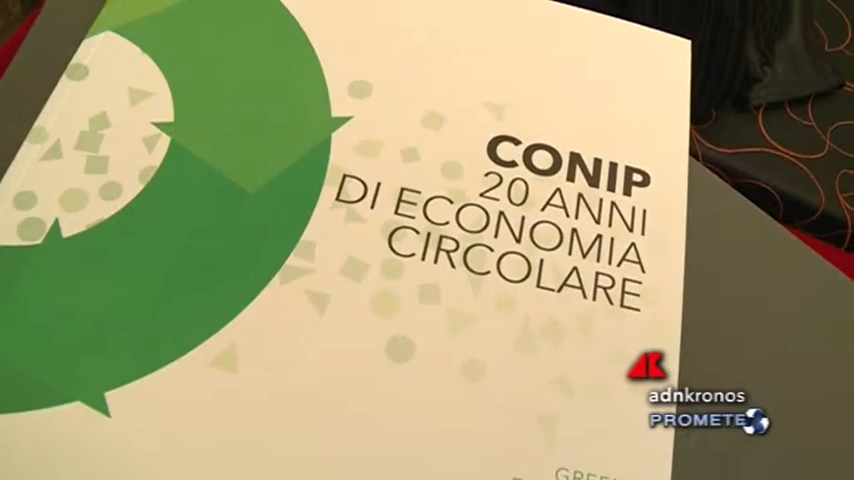 CONIP
20 ANNI
DI ECONOMIA
CIRCOLARE
adnkronos
PROMETEO